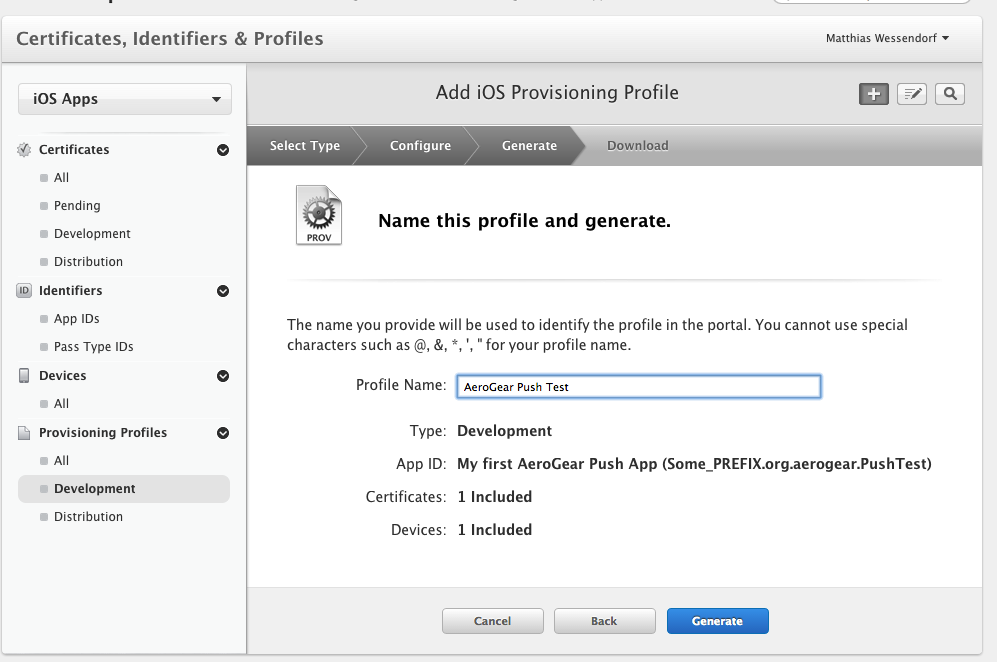 Certificates, Identifiers & Profiles
Matthias Wessendorf
iOS Apps
Certificates
All
Pending
Development
Distribution
ID Identifiers
App IDs
Pass Type IDs
Devices
All
Provisioning Profiles
All
Development
Distribution
Add iOS Provisioning Profile
Select Type
Configure
Generate
Download
PROV
Name this profile and generate.
The name you provide will be used to identify the profile in the portal. You cannot use special
characters such as @, &, *, ', " for your profile name.
Profile Name: AeroGear Push Test
Type: Development
App ID: My first AeroGear Push App (Some_PREFIX.org.aerogear.PushTest)
Certificates: 1 Included
Devices: 1 Included
Cancel
Back
Generate